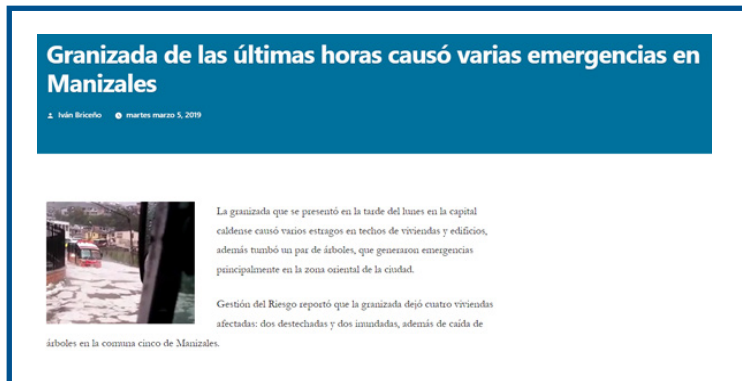 Granizada de las últimas horas causó varias emergencias en
Manizales
Iván Briceño martes marzo 5, 2019
La granizada que se presentó en la tarde del lunes en la capital
caldense causó varios estragos en techos de viviendas y edificios,
además tumbó un par de árboles, que generaron emergencias
principalmente en la zona oriental de la ciudad.
Gestión del Riesgo reportó que la granizada dejó cuatro viviendas
afectadas: dos destechadas y dos inundadas, además de caída de
árboles en la comuna cinco de Manizales.